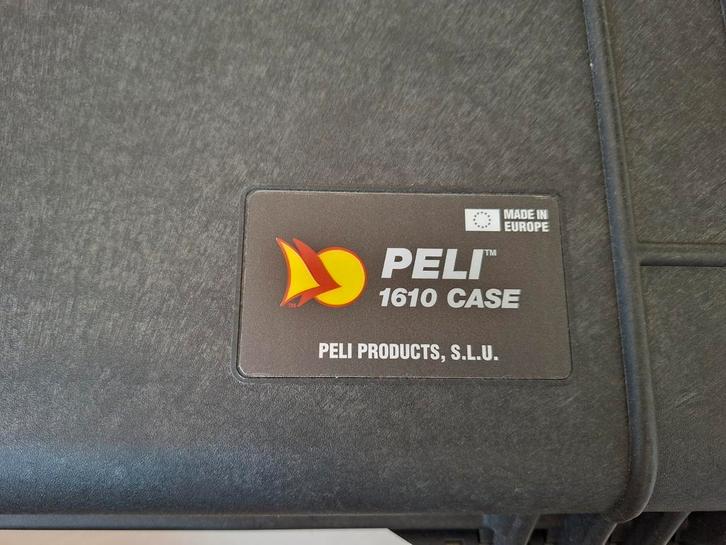 MADE IN
EUROPE
PELI™
1610 CASE
PELI PRODUCTS, S.L.U.